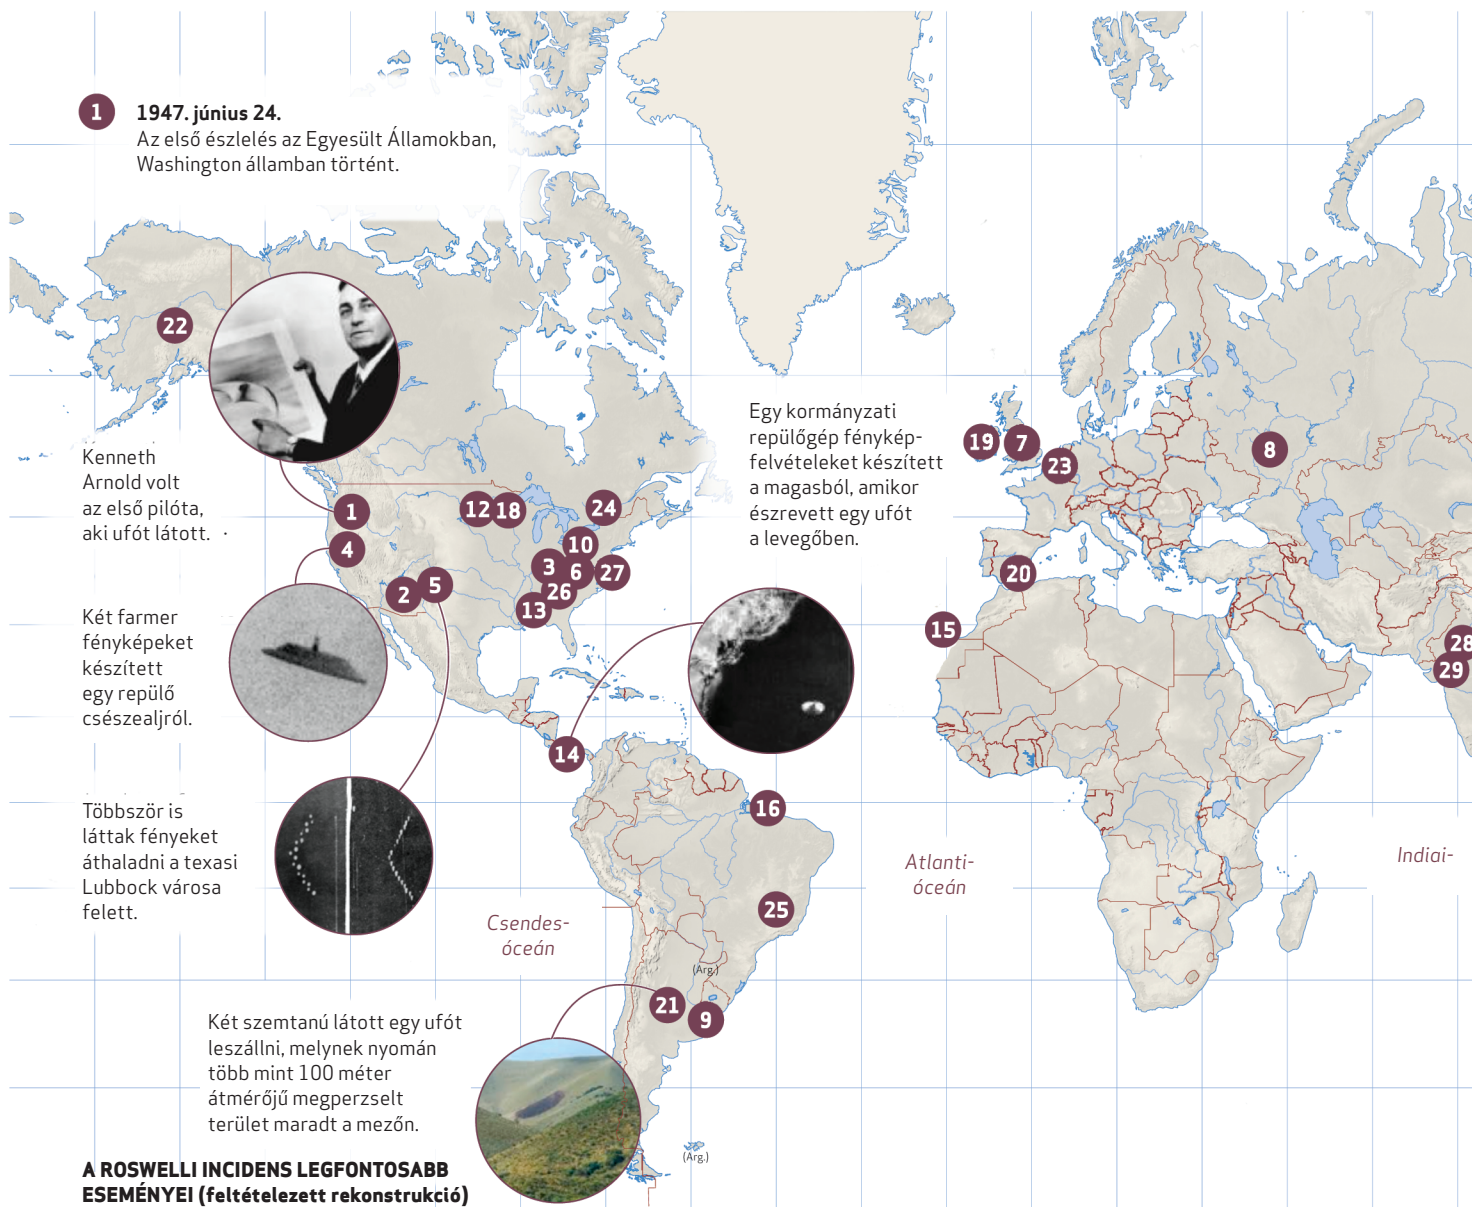 1
1947. június 24.
Az első észlelés az Egyesült Államokban,
Washington államban történt.
22
Kenneth
Arnold volt
az első pilóta,
aki ufót látott.
1
4
12
18
24
10
3
6
27
26
13
2
5
Két farmer
fényképeket
készített
egy repülő
csészealjról.
Egy kormányzati
repülőgép fénykép-
felvételeket készített
a magasból, amikor
észrevett egy ufót
a levegőben.
19
7
23
8
20
15
28
29
14
16
Többször is
láttak fényeket
áthaladni a texasi
Lubbock városa
felett.
Atlanti-
óceán
Indiai-
Csendes-
óceán
25
(Arg.)
21
9
Két szemtanú látott egy ufót
leszállni, melynek nyomán
több mint 100 méter
átmérőjű megperzselt
terület maradt a mezőn.
(Arg.)
A ROSWELLI INCIDENS LEGFONTOSABB
ESEMÉNYEI (feltételezett rekonstrukció)